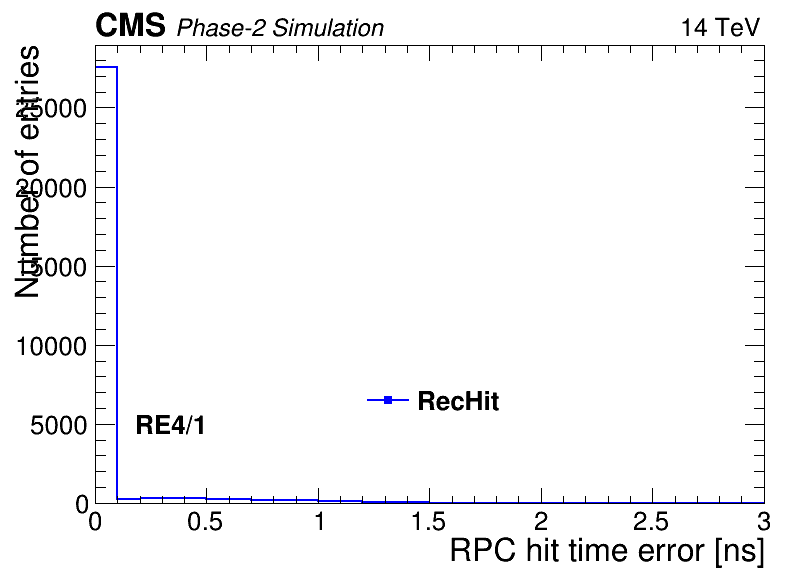 CMS Phase-2 Simulation 14 TeV
Number of entries
25000
20000
15000
10000
5000
0
RecHit
RE4/1
0 0.5 1 1.5 2 2.5 3
RPC hit time error [ns]